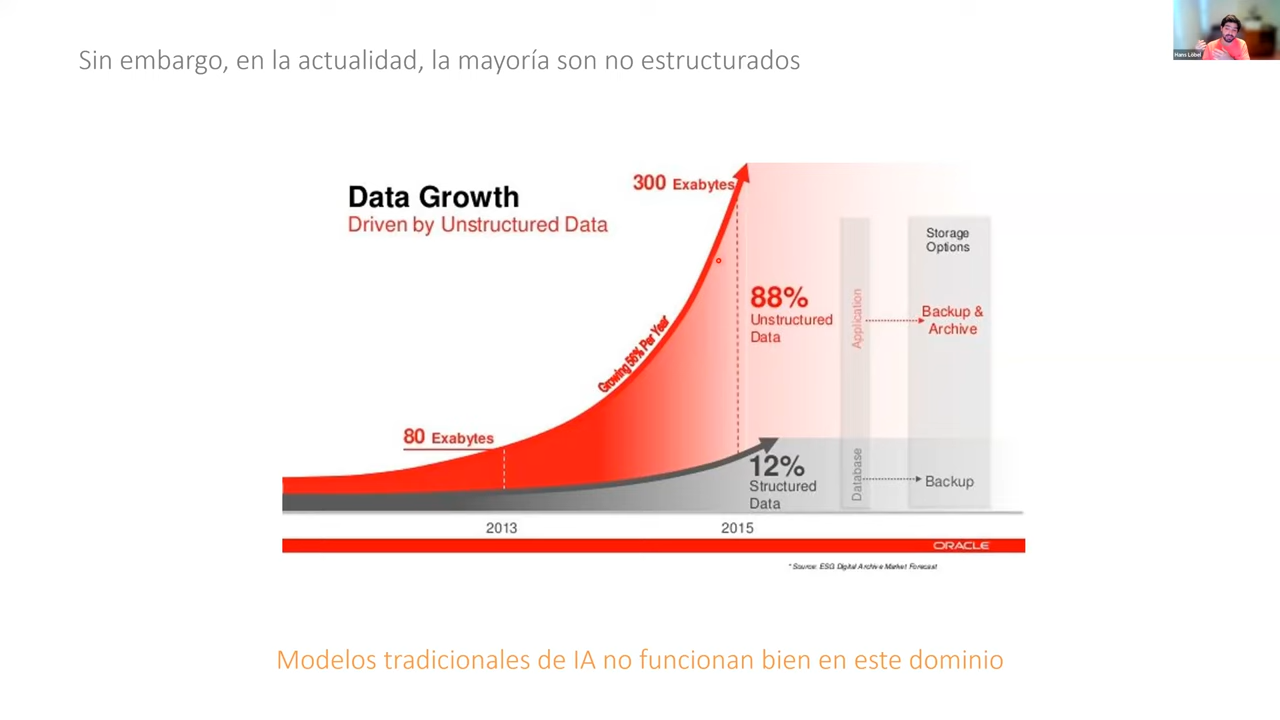 Sin embargo, en la actualidad, la mayoría son no estructurados
Hans Löbel
Data Growth
Driven by Unstructured Data
300 Exabytes
Growing 56% Per Year
80 Exabytes
88%
Unstructured
Data
12%
Structured
Data
Application
Database
Storage
Options
Backup &
Archive
Backup
2013
2015
ORACLE
* Source: ESG Digital Archive Market Forecast
Modelos tradicionales de IA no funcionan bien en este dominio